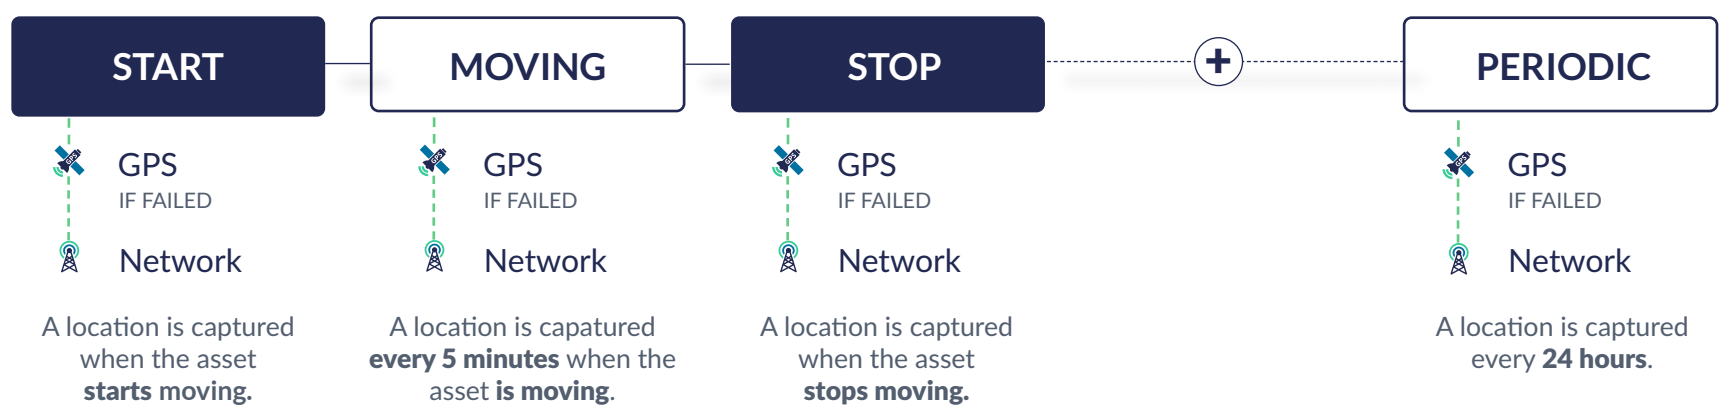 START
MOVING
STOP
PERIODIC
GPS
IF FAILED
Network
GPS
IF FAILED
Network
GPS
IF FAILED
Network
GPS
IF FAILED
Network
A location is captured
when the asset
starts moving.
A location is capatured
every 5 minutes when the
asset is moving.
A location is captured
when the asset
stops moving.
A location is captured
every 24 hours.